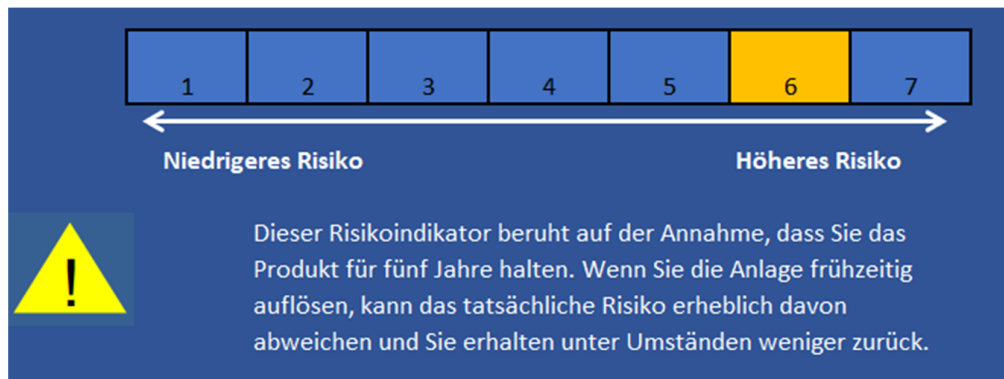 1 2 3 4 5 6 7
Niedrigeres Risiko Höheres Risiko
!
Dieser Risikoindikator beruht auf der Annahme, dass Sie das
Produkt für fünf Jahre halten. Wenn Sie die Anlage frühzeitig
auflösen, kann das tatsächliche Risiko erheblich davon
abweichen und Sie erhalten unter Umständen weniger zurück.